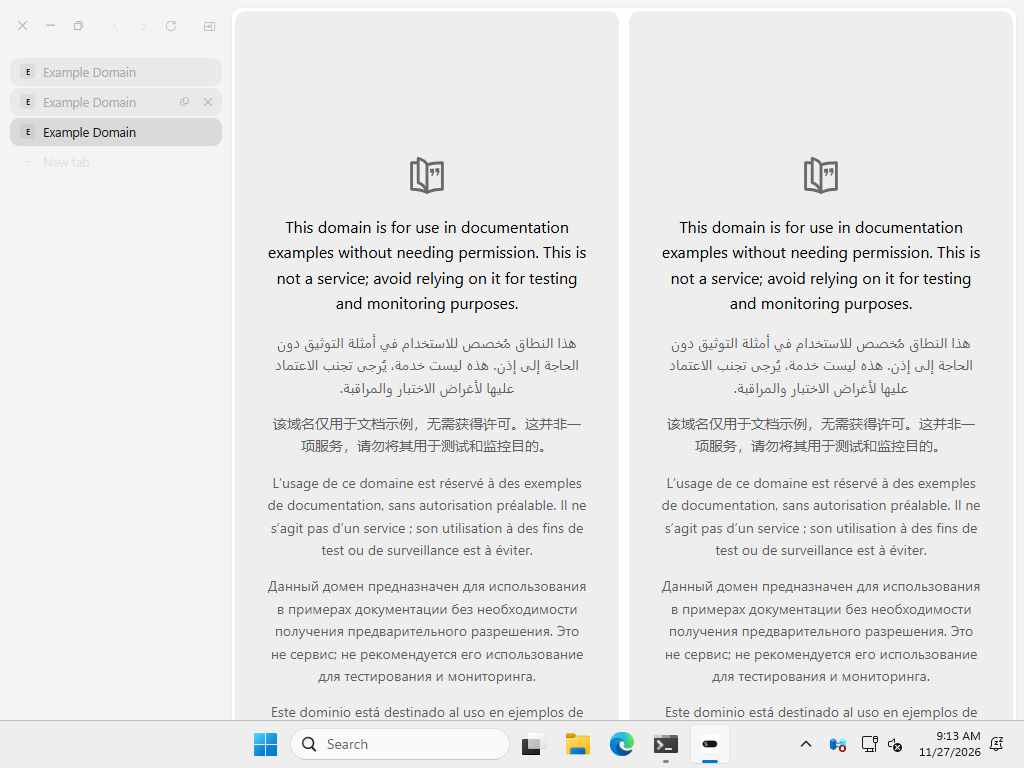 E Example Domain
E Example Domain
E Example Domain
+ New tab
This domain is for use in documentation
examples without needing permission. This is
not a service; avoid relying on it for testing
and monitoring purposes.
هذا النطاق مُخصص للاستخدام في أمثلة التوثيق دون
الحاجة إلى إذن. هذه ليست خدمة، يُرجى تجنب الاعتماد
عليها لأغراض الاختبار والمراقبة.
该域名仅用于文档示例，无需获得许可。这并非一
项服务，请勿将其用于测试和监控目的。
L’usage de ce domaine est réservé à des exemples
de documentation, sans autorisation préalable. Il ne
s’agit pas d’un service ; son utilisation à des fins de
test ou de surveillance est à éviter.
Данный домен предназначен для использования
в примерах документации без необходимости
получения предварительного разрешения. Это
не сервис; не рекомендуется его использование
для тестирования и мониторинга.
Este dominio está destinado al uso en ejemplos de
This domain is for use in documentation
examples without needing permission. This is
not a service; avoid relying on it for testing
and monitoring purposes.
هذا النطاق مُخصص للاستخدام في أمثلة التوثيق دون
الحاجة إلى إذن. هذه ليست خدمة، يُرجى تجنب الاعتماد
عليها لأغراض الاختبار والمراقبة.
该域名仅用于文档示例，无需获得许可。这并非一
项服务，请勿将其用于测试和监控目的。
L’usage de ce domaine est réservé à des exemples
de documentation, sans autorisation préalable. Il ne
s’agit pas d’un service ; son utilisation à des fins de
test ou de surveillance est à éviter.
Данный домен предназначен для использования
в примерах документации без необходимости
получения предварительного разрешения. Это
не сервис; не рекомендуется его использование
для тестирования и мониторинга.
Este dominio está destinado al uso en ejemplos de
Search
9:13 AM
11/27/2026